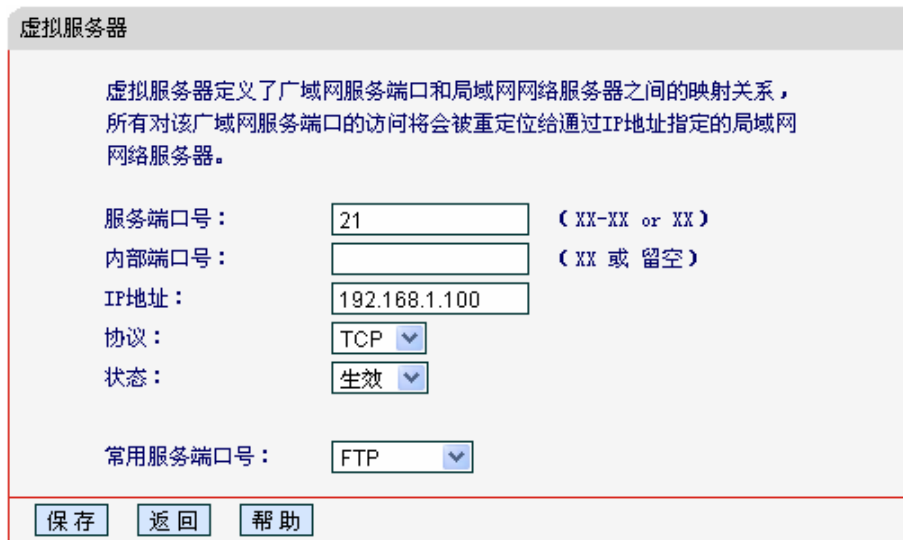 虚拟服务器
虚拟服务器定义了广域网服务端口和局域网网络服务器之间的映射关系，
所有对该广域网服务端口的访问将会被重定位给通过IP地址指定的局域网
网络服务器。
服务端口号： 21 （XX-XX or XX）
内部端口号： （XX 或 留空）
IP地址： 192.168.1.100
协议： TCP
状态： 生效
常用服务端口号： FTP
保存 返回 帮助